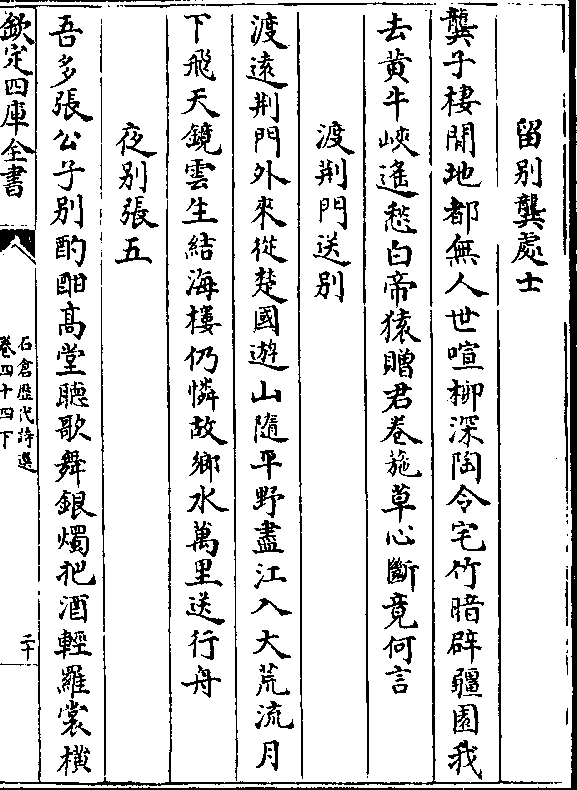 留别龔處士
龔子棲閒地都無人世喧柳深陶令宅竹暗辟疆園我
去黄牛峽遙愁白帝猿贈君卷葹草心斷竟何言
渡荆門送别
渡遠荆門外來從楚國遊山隨平野盡江入大荒流月
下飛天鏡雲生結海樓仍憐故鄉水萬里送行舟
夜别張五
吾多張公子别酌酣髙堂聽歌舞銀燭把酒輕羅裳横
欽定四庫全書
石倉歴代詩選
卷四十四下
二十